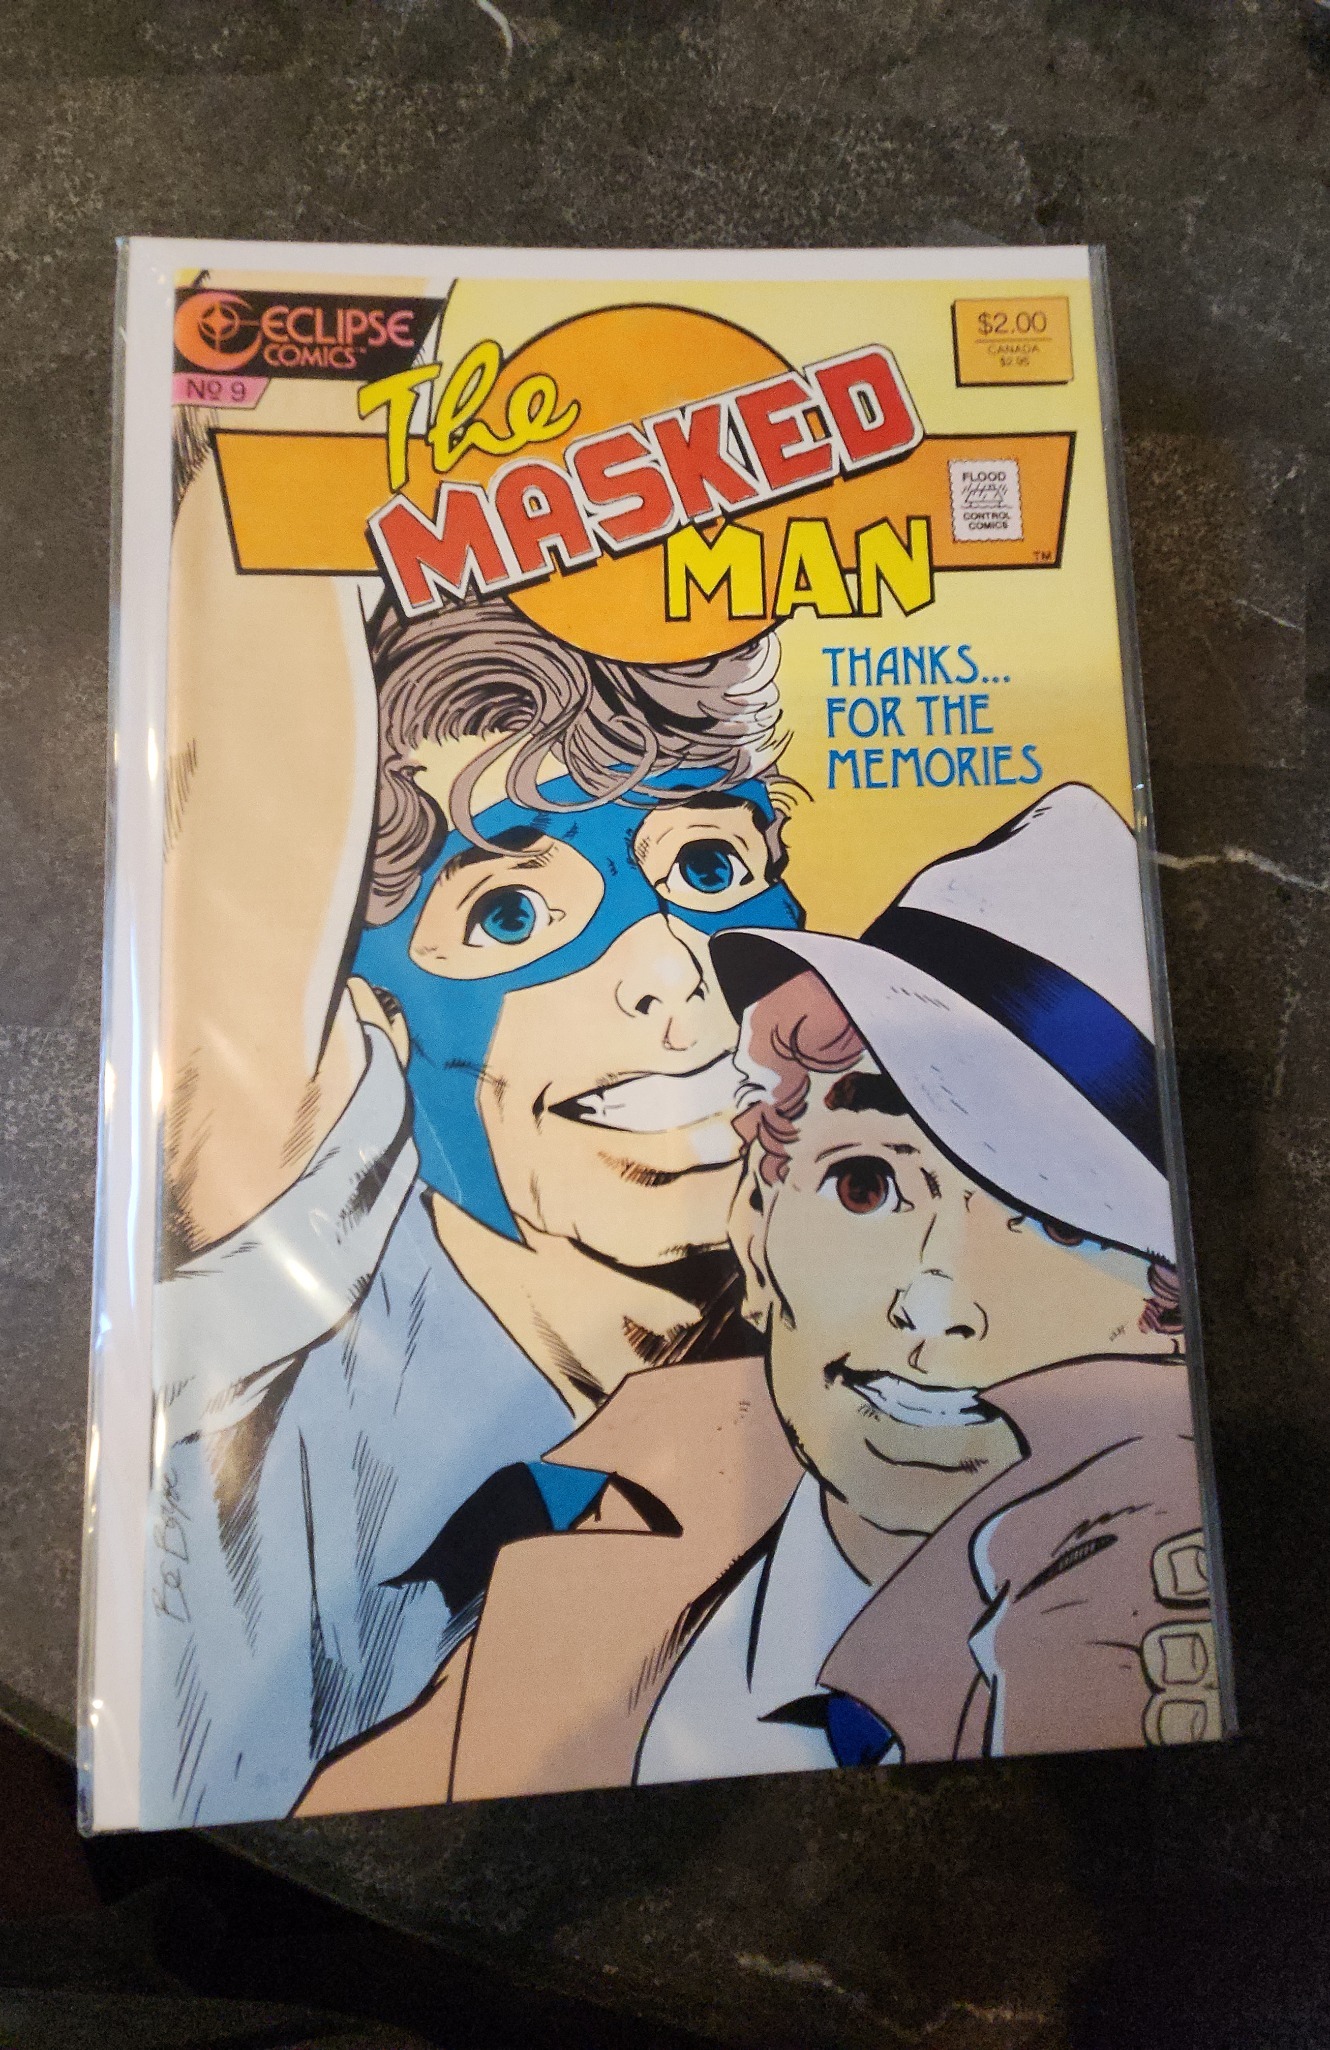 ECLIPSE
COMICS™
No 9
$2.00
CANADA
$2.95
The
MASKED
MAN
FLOOD
CONTROL
COMICS
TM
THANKS...
FOR THE
MEMORIES